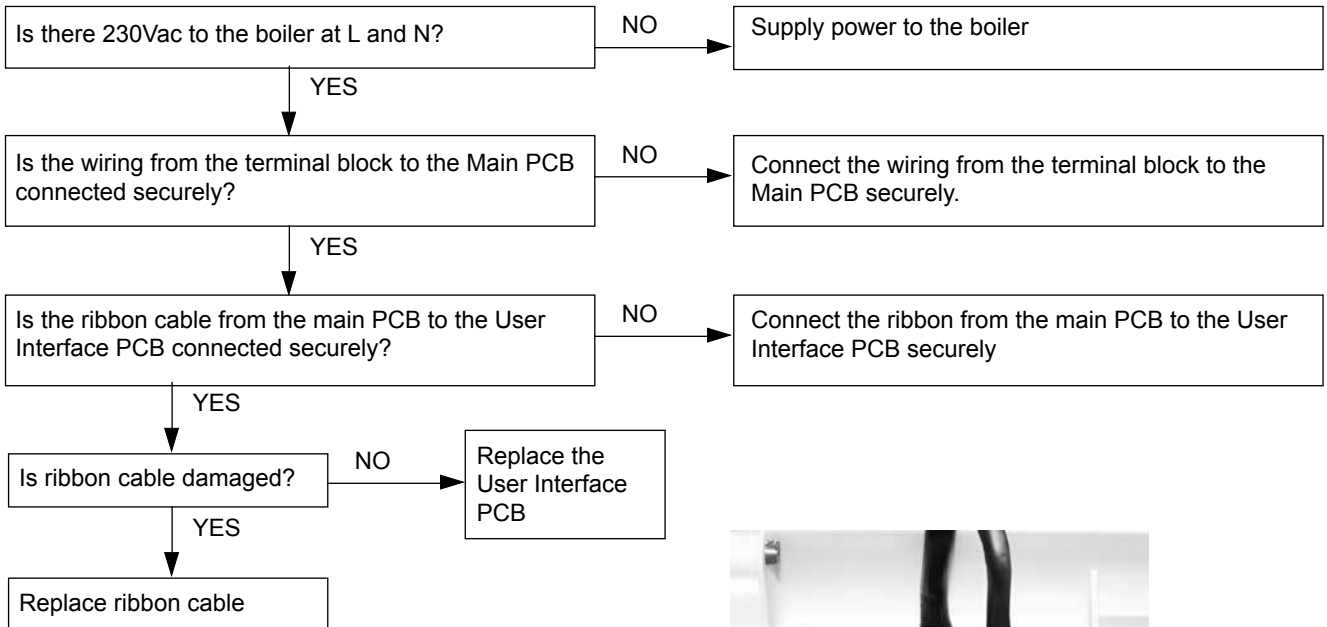 Is there 230Vac to the boiler at L and N?
NO
Supply power to the boiler
YES
Is the wiring from the terminal block to the Main PCB
connected securely?
NO
Connect the wiring from the terminal block to the
Main PCB securely.
YES
Is the ribbon cable from the main PCB to the User
Interface PCB connected securely?
NO
Connect the ribbon from the main PCB to the User
Interface PCB securely
YES
Is ribbon cable damaged?
NO
Replace the
User Interface
PCB
YES
Replace ribbon cable